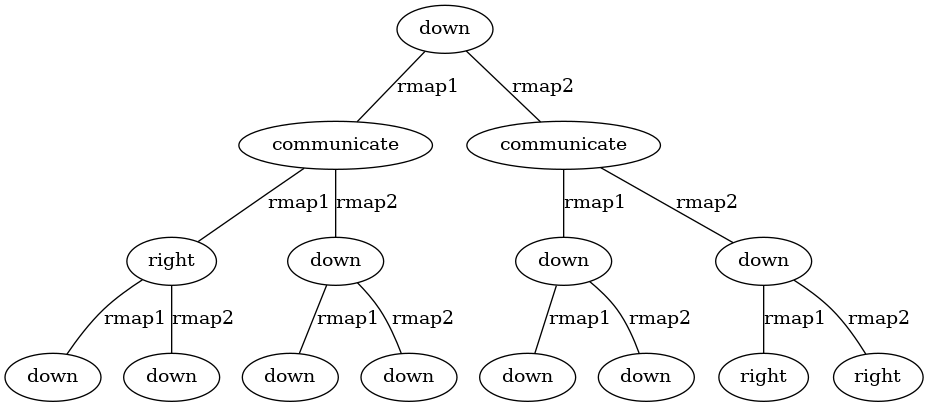 down
rmap1 rmap2
communicate communicate
rmap1 rmap2 rmap1 rmap2
right down down down
rmap1 rmap2 rmap1 rmap2 rmap1 rmap2 rmap1 rmap2
down down down down down down right right